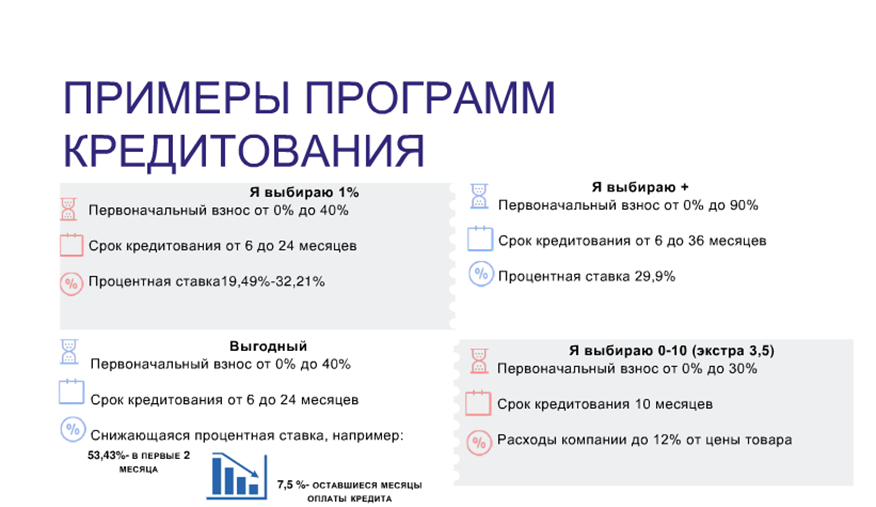 ПРИМЕРЫ ПРОГРАММ
КРЕДИТОВАНИЯ
Я выбираю 1%
Первоначальный взнос от 0% до 40%
Срок кредитования от 6 до 24 месяцев
% Процентная ставка19,49%-32,21%
Я выбираю +
Первоначальный взнос от 0% до 90%
Срок кредитования от 6 до 36 месяцев
% Процентная ставка 29,9%
Выгодный
Первоначальный взнос от 0% до 40%
Срок кредитования от 6 до 24 месяцев
% Снижающаяся процентная ставка, например:
53,43%- В ПЕРВЫЕ 2
МЕСЯЦА
7,5 %- ОСТАВШИЕСЯ МЕСЯЦЫ
ОПЛАТЫ КРЕДИТА
Я выбираю 0-10 (экстра 3,5)
Первоначальный взнос от 0% до 30%
Срок кредитования 10 месяцев
% Расходы компании до 12% от цены товара